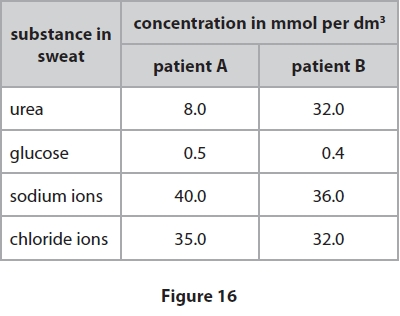 substance in sweat concentration in mmol per dm³
patient A patient B
urea 8.0 32.0
glucose 0.5 0.4
sodium ions 40.0 36.0
chloride ions 35.0 32.0
Figure 16